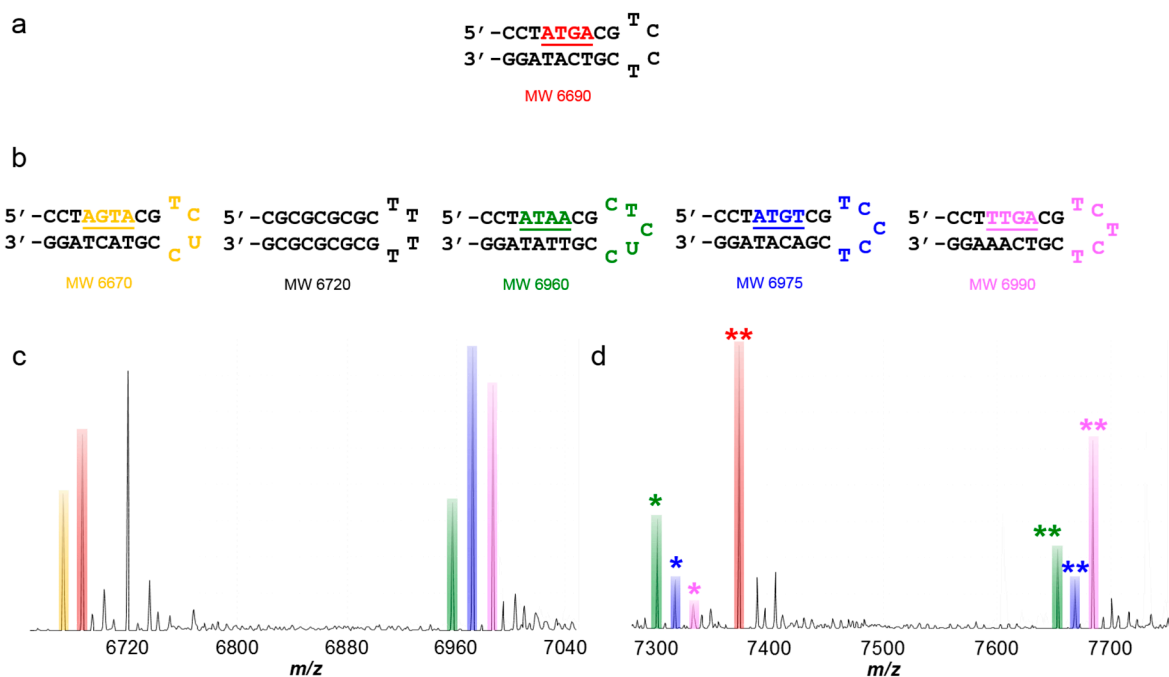 a
5'-CCTATGACG T C
3'-GGATACTGC T C
MW 6690
b
5'-CCTAGTACG T C
3'-GGATCATGC C U
MW 6670
5'-CGCGCGCGC T T
3'-GCGCGCGCG T T
MW 6720
5'-CCTATAACG C T C
3'-GGATATTGC C U
MW 6960
5'-CCTATGTCG T C C
3'-GGATACAGC T C
MW 6975
5'-CCTTTGACG T C T
3'-GGAAACTGC T C
MW 6990
c
6720 6800 6880 6960 7040
m/z
d
** * * * ** ** **
7300 7400 7500 7600 7700
m/z